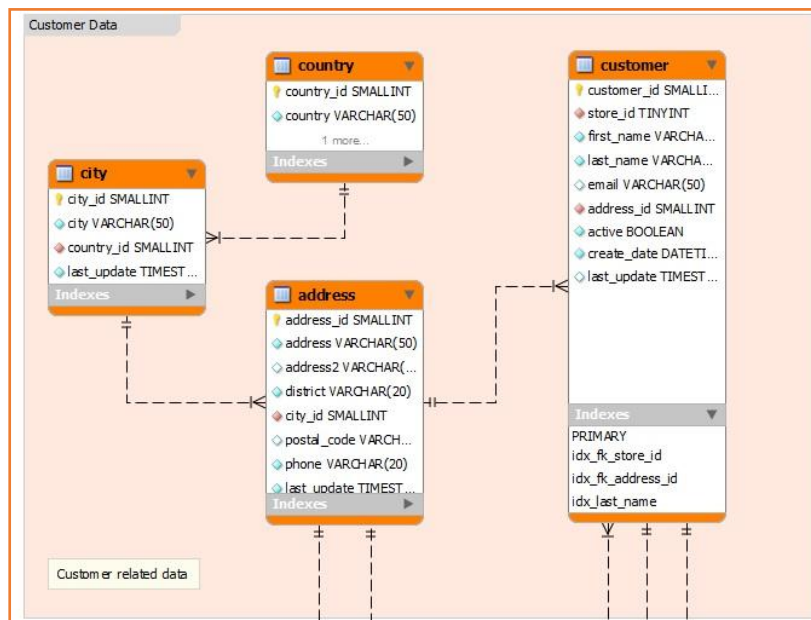 Customer Data
country
country_id SMALLINT
country VARCHAR(50)
1 more...
Indexes
customer
customer_id SMALLI...
store_id TINYINT
first_name VARCHA...
last_name VARCHA...
email VARCHAR(50)
address_id SMALLINT
active BOOLEAN
create_date DATETI...
last_update TIMEST...
Indexes
PRIMARY
idx_fk_store_id
idx_fk_address_id
idx_last_name
city
city_id SMALLINT
city VARCHAR(50)
country_id SMALLINT
last_update TIMEST...
Indexes
address
address_id SMALLINT
address VARCHAR(50)
address2 VARCHAR(...
district VARCHAR(20)
city_id SMALLINT
postal_code VARCH...
phone VARCHAR(20)
last_update TIMEST...
Indexes
Customer related data